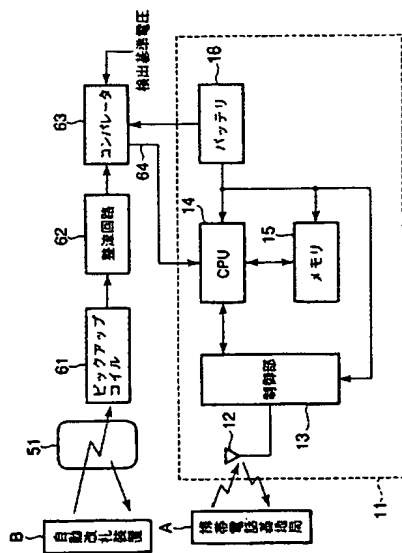 検出基準電圧
63
コンパレータ
64
62
整流回路
61
ピックアップ
コイル
51
B
自動改札装置
16
バッテリ
14
CPU
15
メモリ
制御部
13
12
A
携帯電話基地局
11